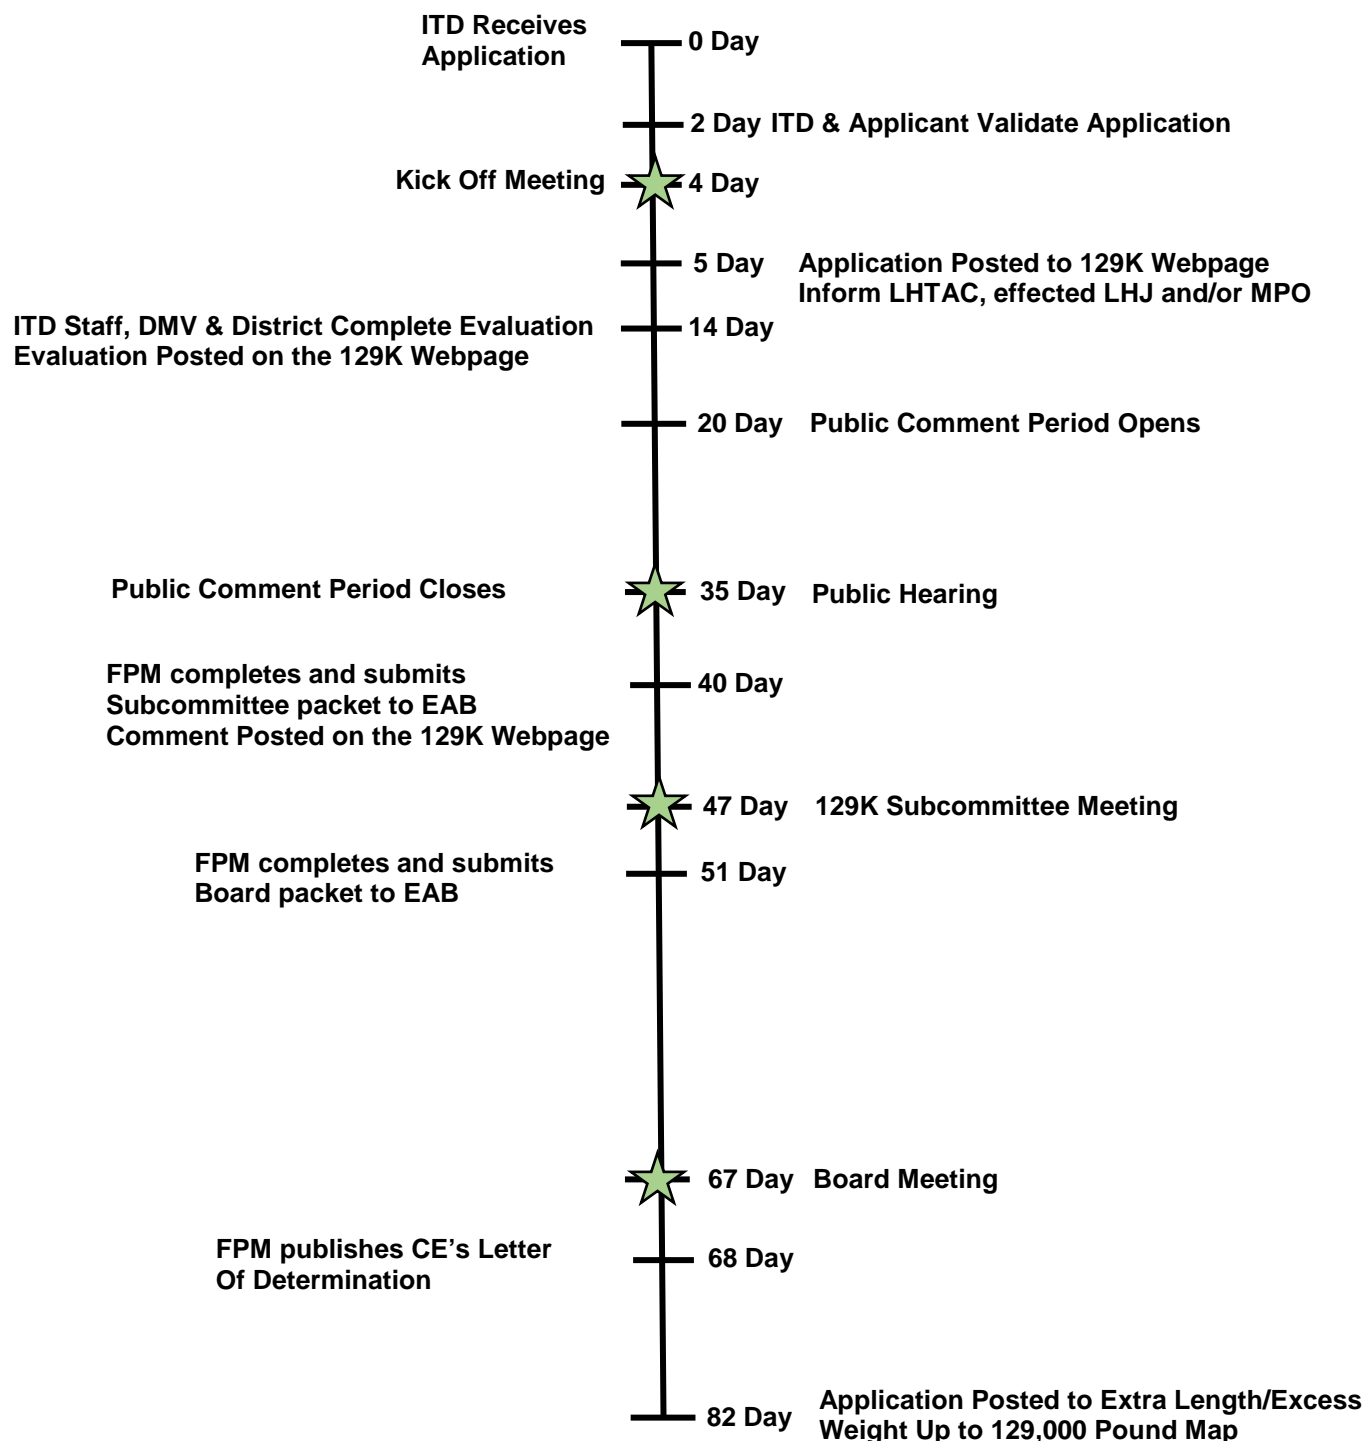 ITD Receives
Application
0 Day
2 Day ITD & Applicant Validate Application
Kick Off Meeting
4 Day
5 Day
Application Posted to 129K Webpage
Inform LHTAC, effected LHJ and/or MPO
ITD Staff, DMV & District Complete Evaluation
Evaluation Posted on the 129K Webpage
14 Day
20 Day
Public Comment Period Opens
Public Comment Period Closes
35 Day
Public Hearing
FPM completes and submits
Subcommittee packet to EAB
Comment Posted on the 129K Webpage
40 Day
47 Day
129K Subcommittee Meeting
FPM completes and submits
Board packet to EAB
51 Day
67 Day
Board Meeting
FPM publishes CE’s Letter
Of Determination
68 Day
82 Day
Application Posted to Extra Length/Excess
Weight Up to 129,000 Pound Map